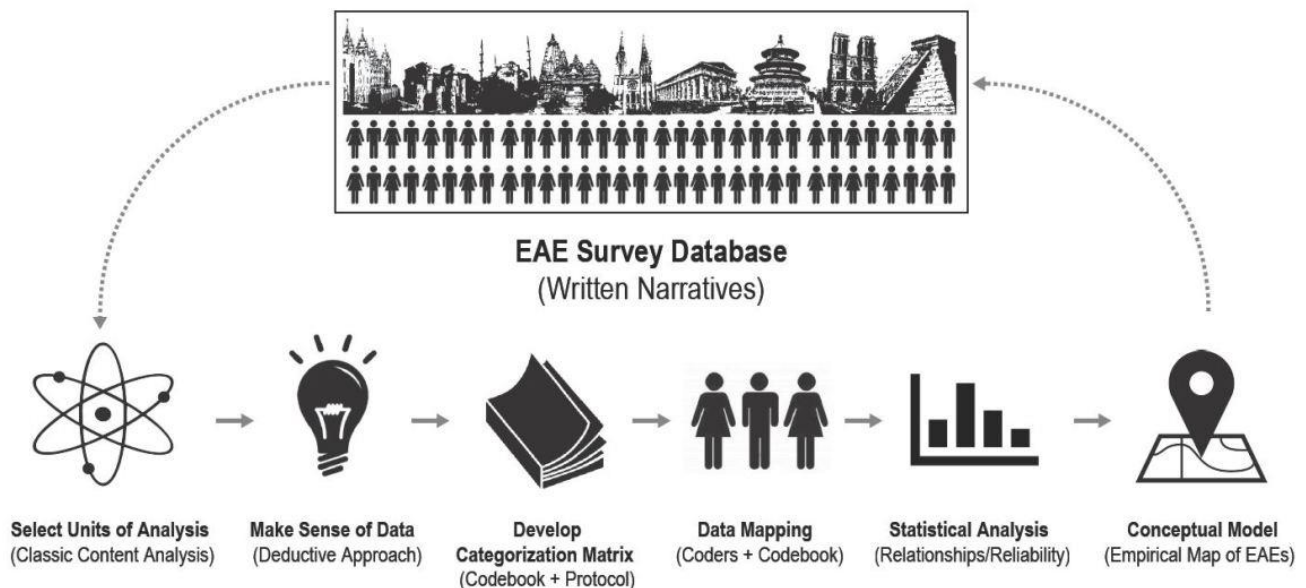 EAE Survey Database
(Written Narratives)
Select Units of Analysis
(Classic Content Analysis)
Make Sense of Data
(Deductive Approach)
Develop
Categorization Matrix
(Codebook + Protocol)
Data Mapping
(Coders + Codebook)
Statistical Analysis
(Relationships/Reliability)
Conceptual Model
(Empirical Map of EAEs)